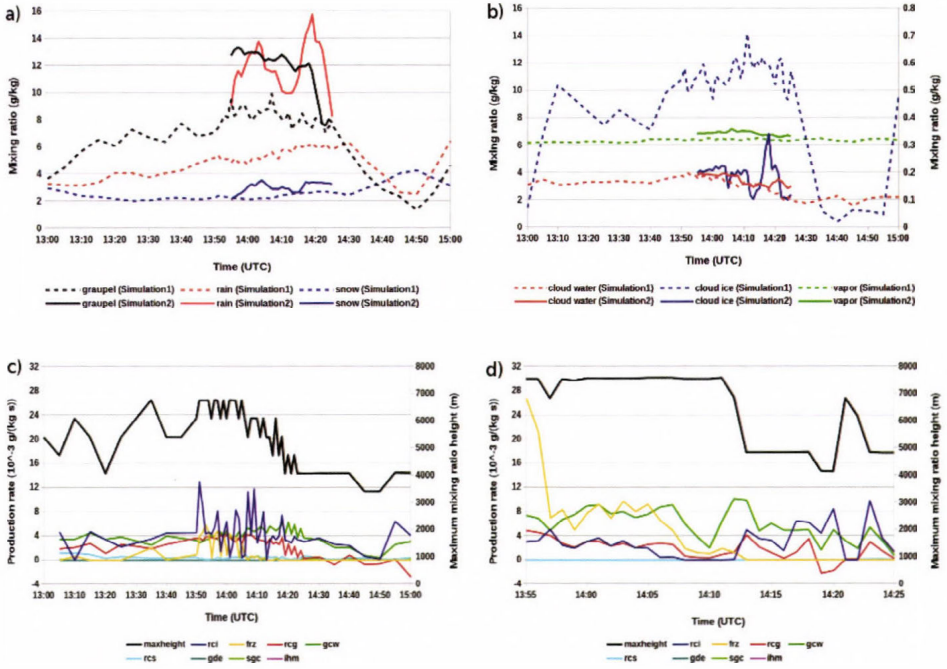 a)
16
14
12
10
8
6
4
2
0
Mixing ratio (g/kg)
13:00 13:10 13:20 13:30 13:40 13:50 14:00 14:10 14:20 14:30 14:40 14:50 15:00
Time (UTC)
graupel (Simulation1) rain (Simulation1) snow (Simulation1)
graupel (Simulation2) rain (Simulation2) snow (Simulation2)
b)
16
14
12
10
8
6
4
2
0
Mixing ratio (g/kg)
0.8
0.7
0.6
0.5
0.4
0.3
0.2
0.1
0
Mixing ratio (g/kg)
13:00 13:10 13:20 13:30 13:40 13:50 14:00 14:10 14:20 14:30 14:40 14:50 15:00
Time (UTC)
cloud water (Simulation1) cloud ice (Simulation1) vapor (Simulation1)
cloud water (Simulation2) cloud ice (Simulation2) vapor (Simulation2)
c)
32
28
24
20
16
12
8
4
0
-4
Production rate (10^-3 g/(kg s))
8000
7000
6000
5000
4000
3000
2000
1000
0
Maximum mixing ratio height (m)
13:00 13:10 13:20 13:30 13:40 13:50 14:00 14:10 14:20 14:30 14:40 14:50 15:00
Time (UTC)
maxheight rci frz rcg gcw
rcs gde sgc ihm
d)
32
28
24
20
16
12
8
4
0
-4
Production rate (10^-3 g/(kg s))
8000
7000
6000
5000
4000
3000
2000
1000
0
Maximum mixing ratio height (m)
13:55 14:00 14:05 14:10 14:15 14:20 14:25
Time (UTC)
maxheight rci frz rcg gcw
rcs gde sgc ihm